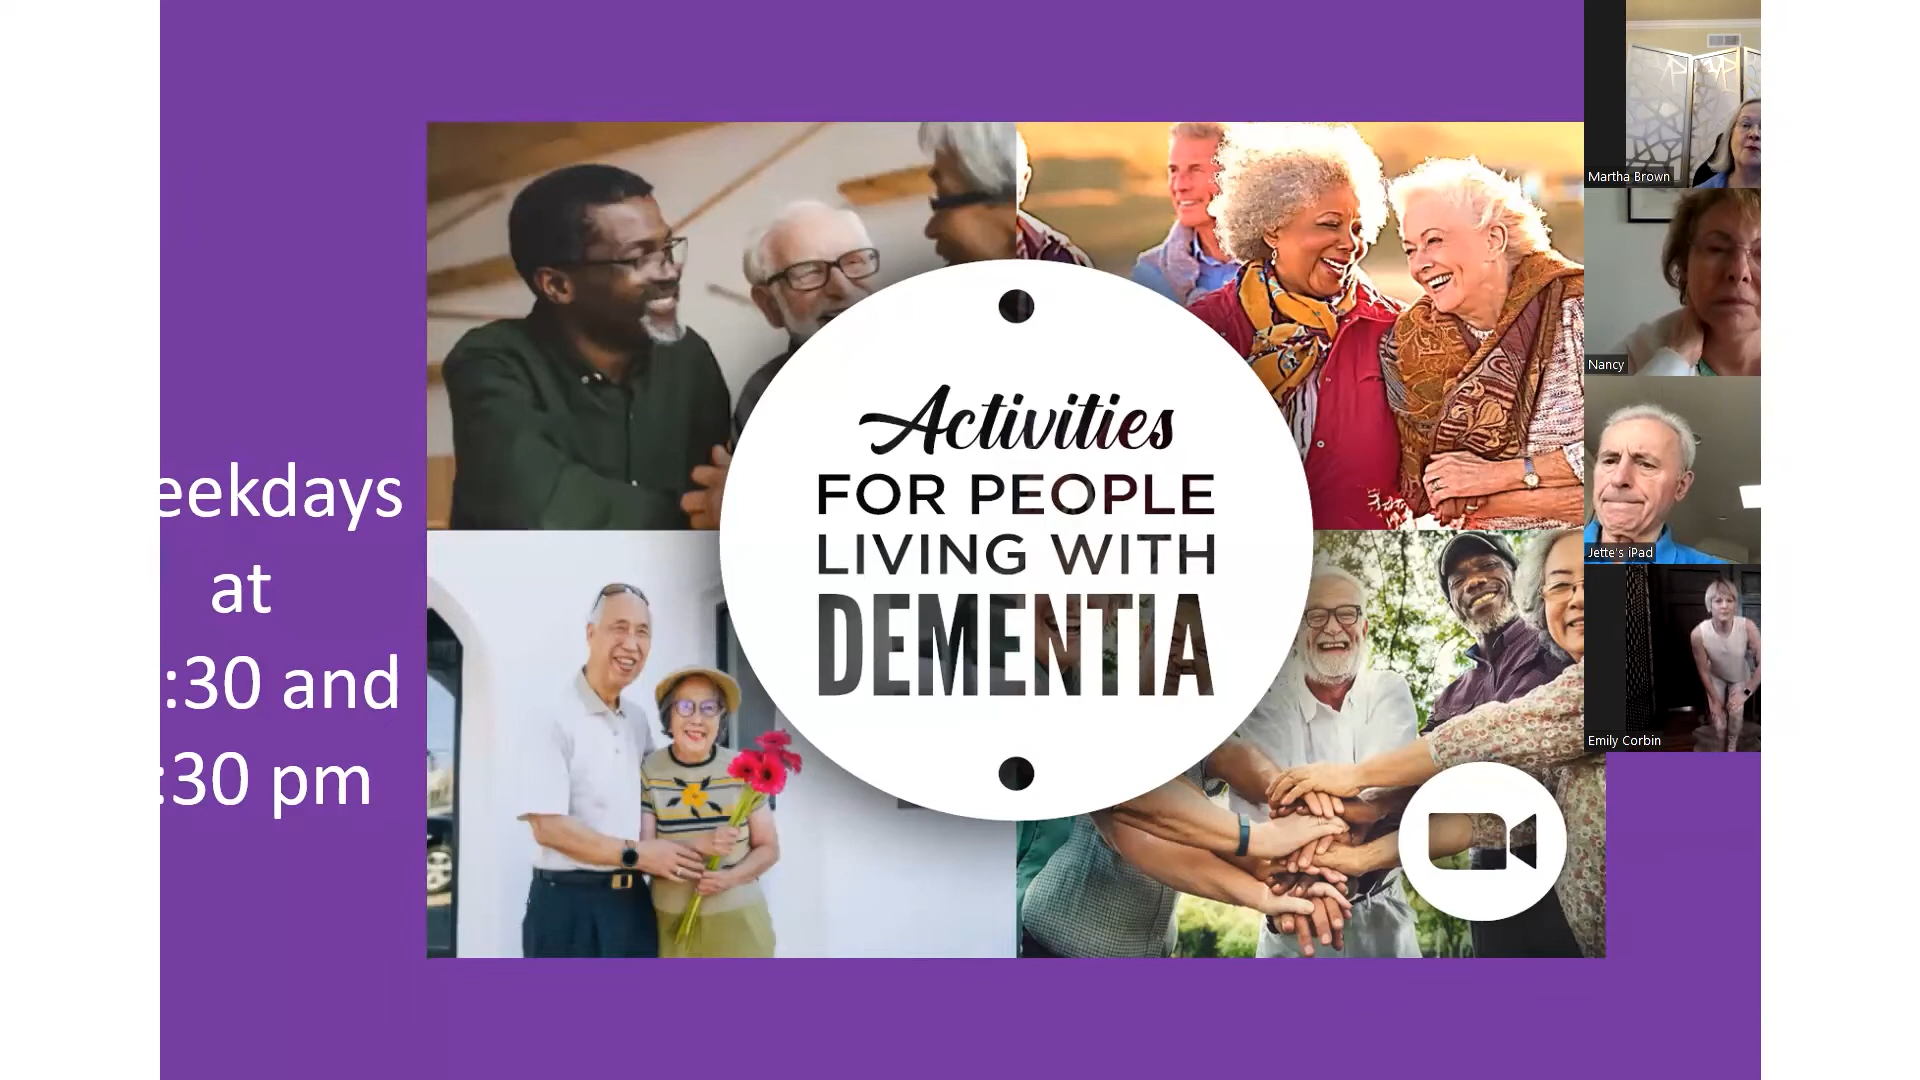 eekdays
at
:30 and
:30 pm
Activities
FOR PEOPLE
LIVING WITH
DEMENTIA
Martha Brown
Nancy
Jette's iPad
Emily Corbin